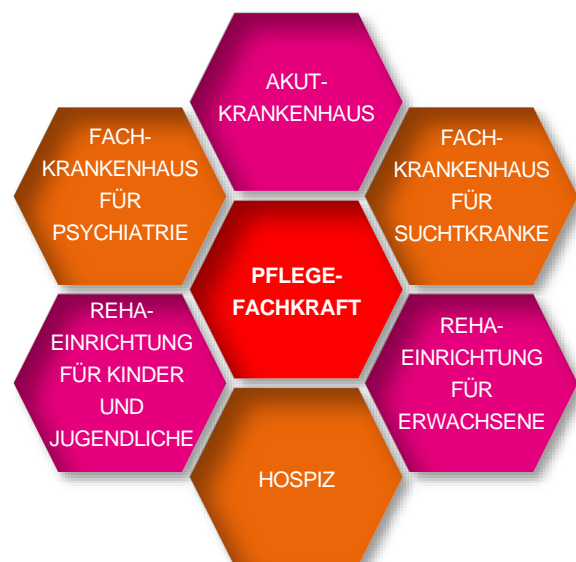 AKUT-
KRANKENHAUS
FACH-
KRANKENHAUS
FÜR
PSYCHIATRIE
FACH-
KRANKENHAUS
FÜR
SUCHTKRANKE
PFLEGE-
FACHKRAFT
REHA-
EINRICHTUNG
FÜR KINDER
UND
JUGENDLICHE
REHA-
EINRICHTUNG
FÜR
ERWACHSENE
HOSPIZ